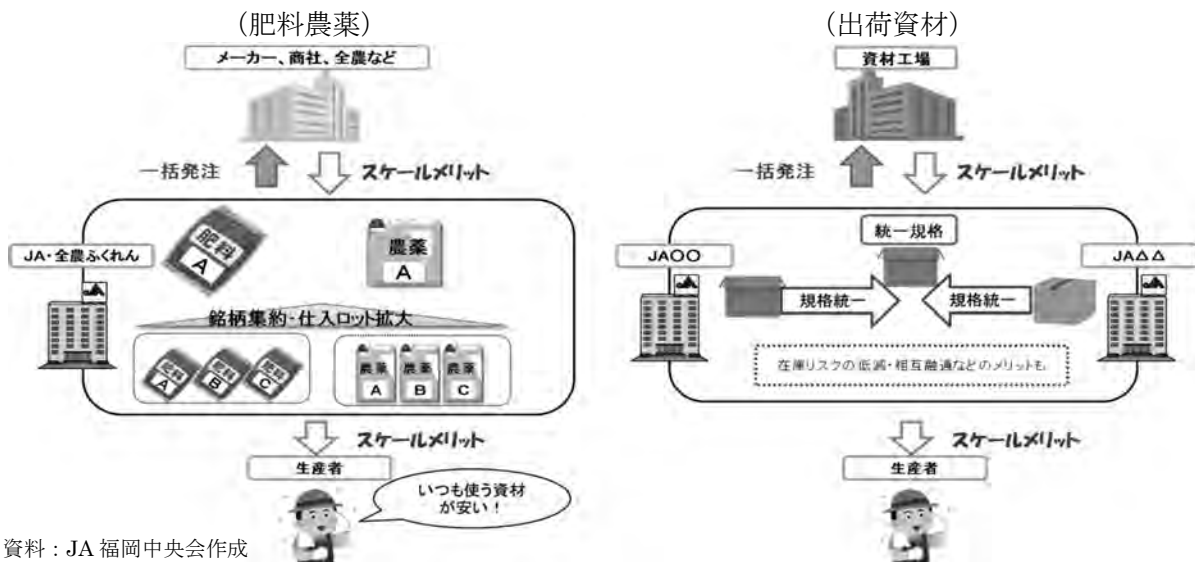 (肥料農薬)
メーカー、商社、全農など
一括発注
スケールメリット
JA・全農ふくれん
JA
肥料
A
農薬
A
銘柄集約・仕入ロット拡大
肥料
A
肥料
B
肥料
C
農薬
A
農薬
B
農薬
C
スケールメリット
生産者
いつも使う資材
が安い!
資料:JA 福岡中央会作成
(出荷資材)
資材工場
一括発注
スケールメリット
JA〇〇
JA
統一規格
JA△△
JA
規格統一
規格統一
在庫リスクの低減・相互融通などのメリットも
スケールメリット
生産者